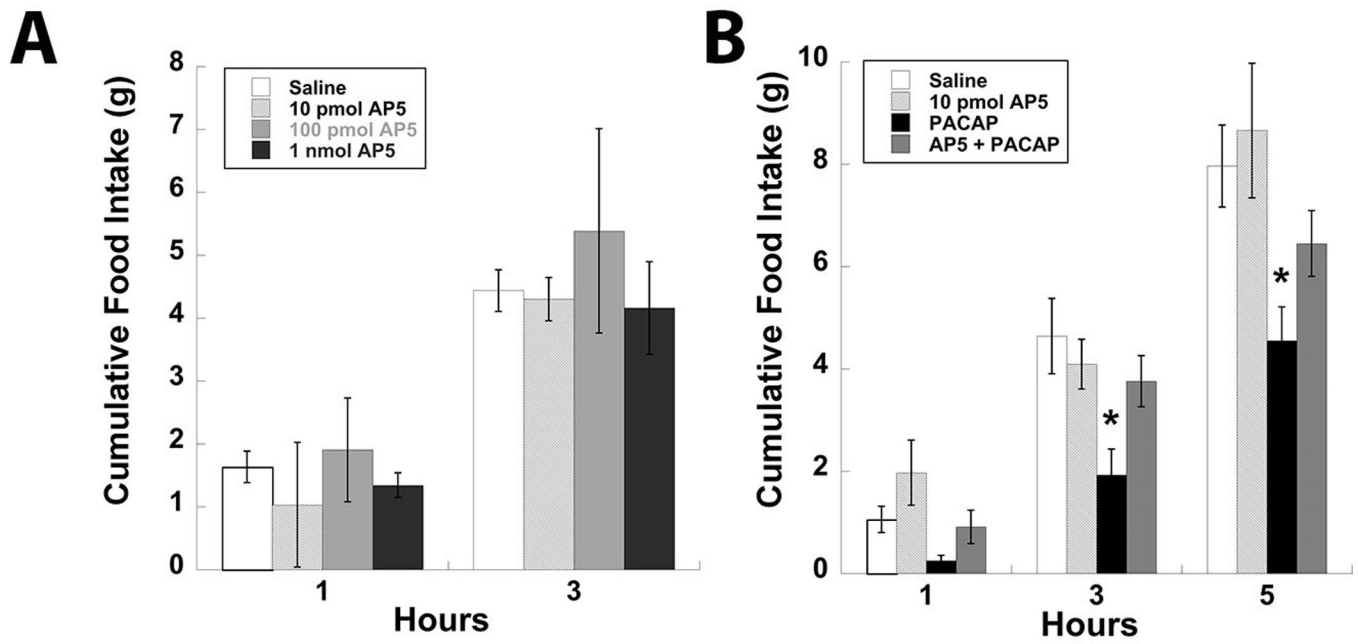 A
Cumulative Food Intake (g)
8
7
6
5
4
3
2
1
0
Saline
10 pmol AP5
100 pmol AP5
1 nmol AP5
1
3
Hours
B
Cumulative Food Intake (g)
10
8
6
4
2
0
Saline
10 pmol AP5
PACAP
AP5 + PACAP
*
*
1
3
5
Hours